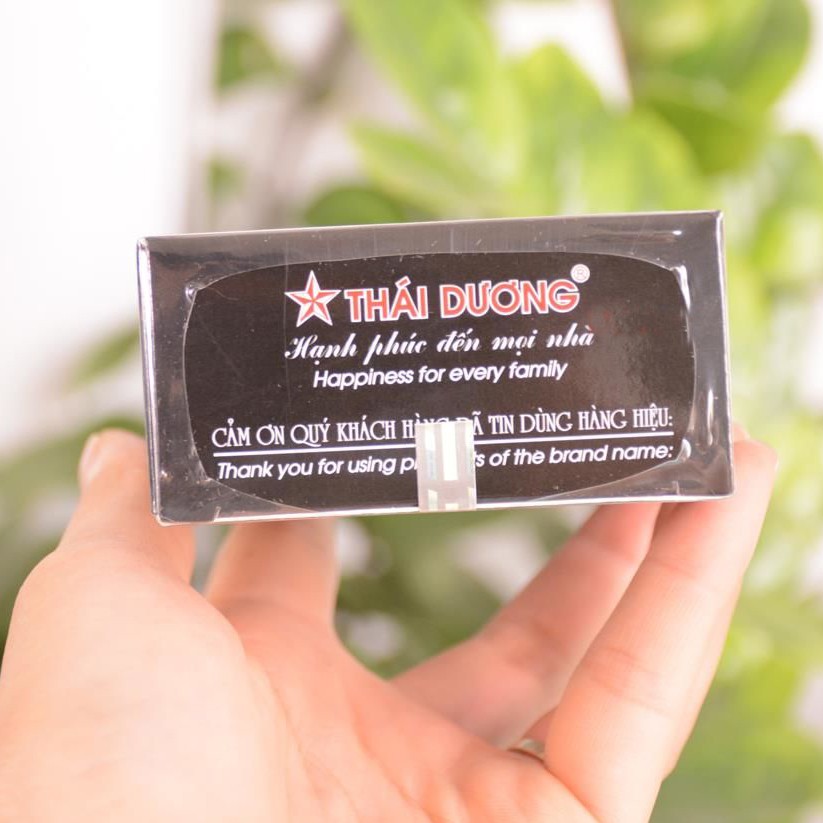 THÁI DƯƠNG®
Hạnh phúc đến mọi nhà
Happiness for every family
CẢM ƠN QUÝ KHÁCH HÀNG ĐÃ TIN DÙNG HÀNG HIỆU:
Thank you for using products of the brand name: